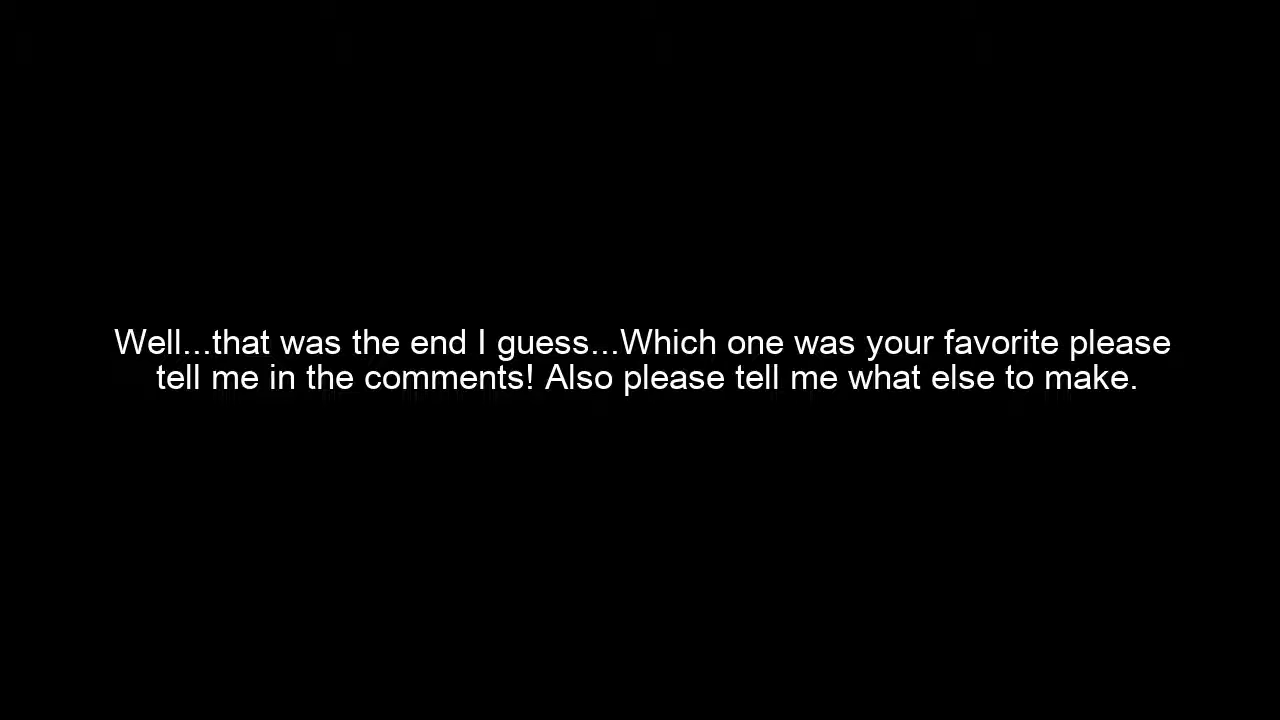 Well...that was the end I guess...Which one was your favorite please
tell me in the comments! Also please tell me what else to make.